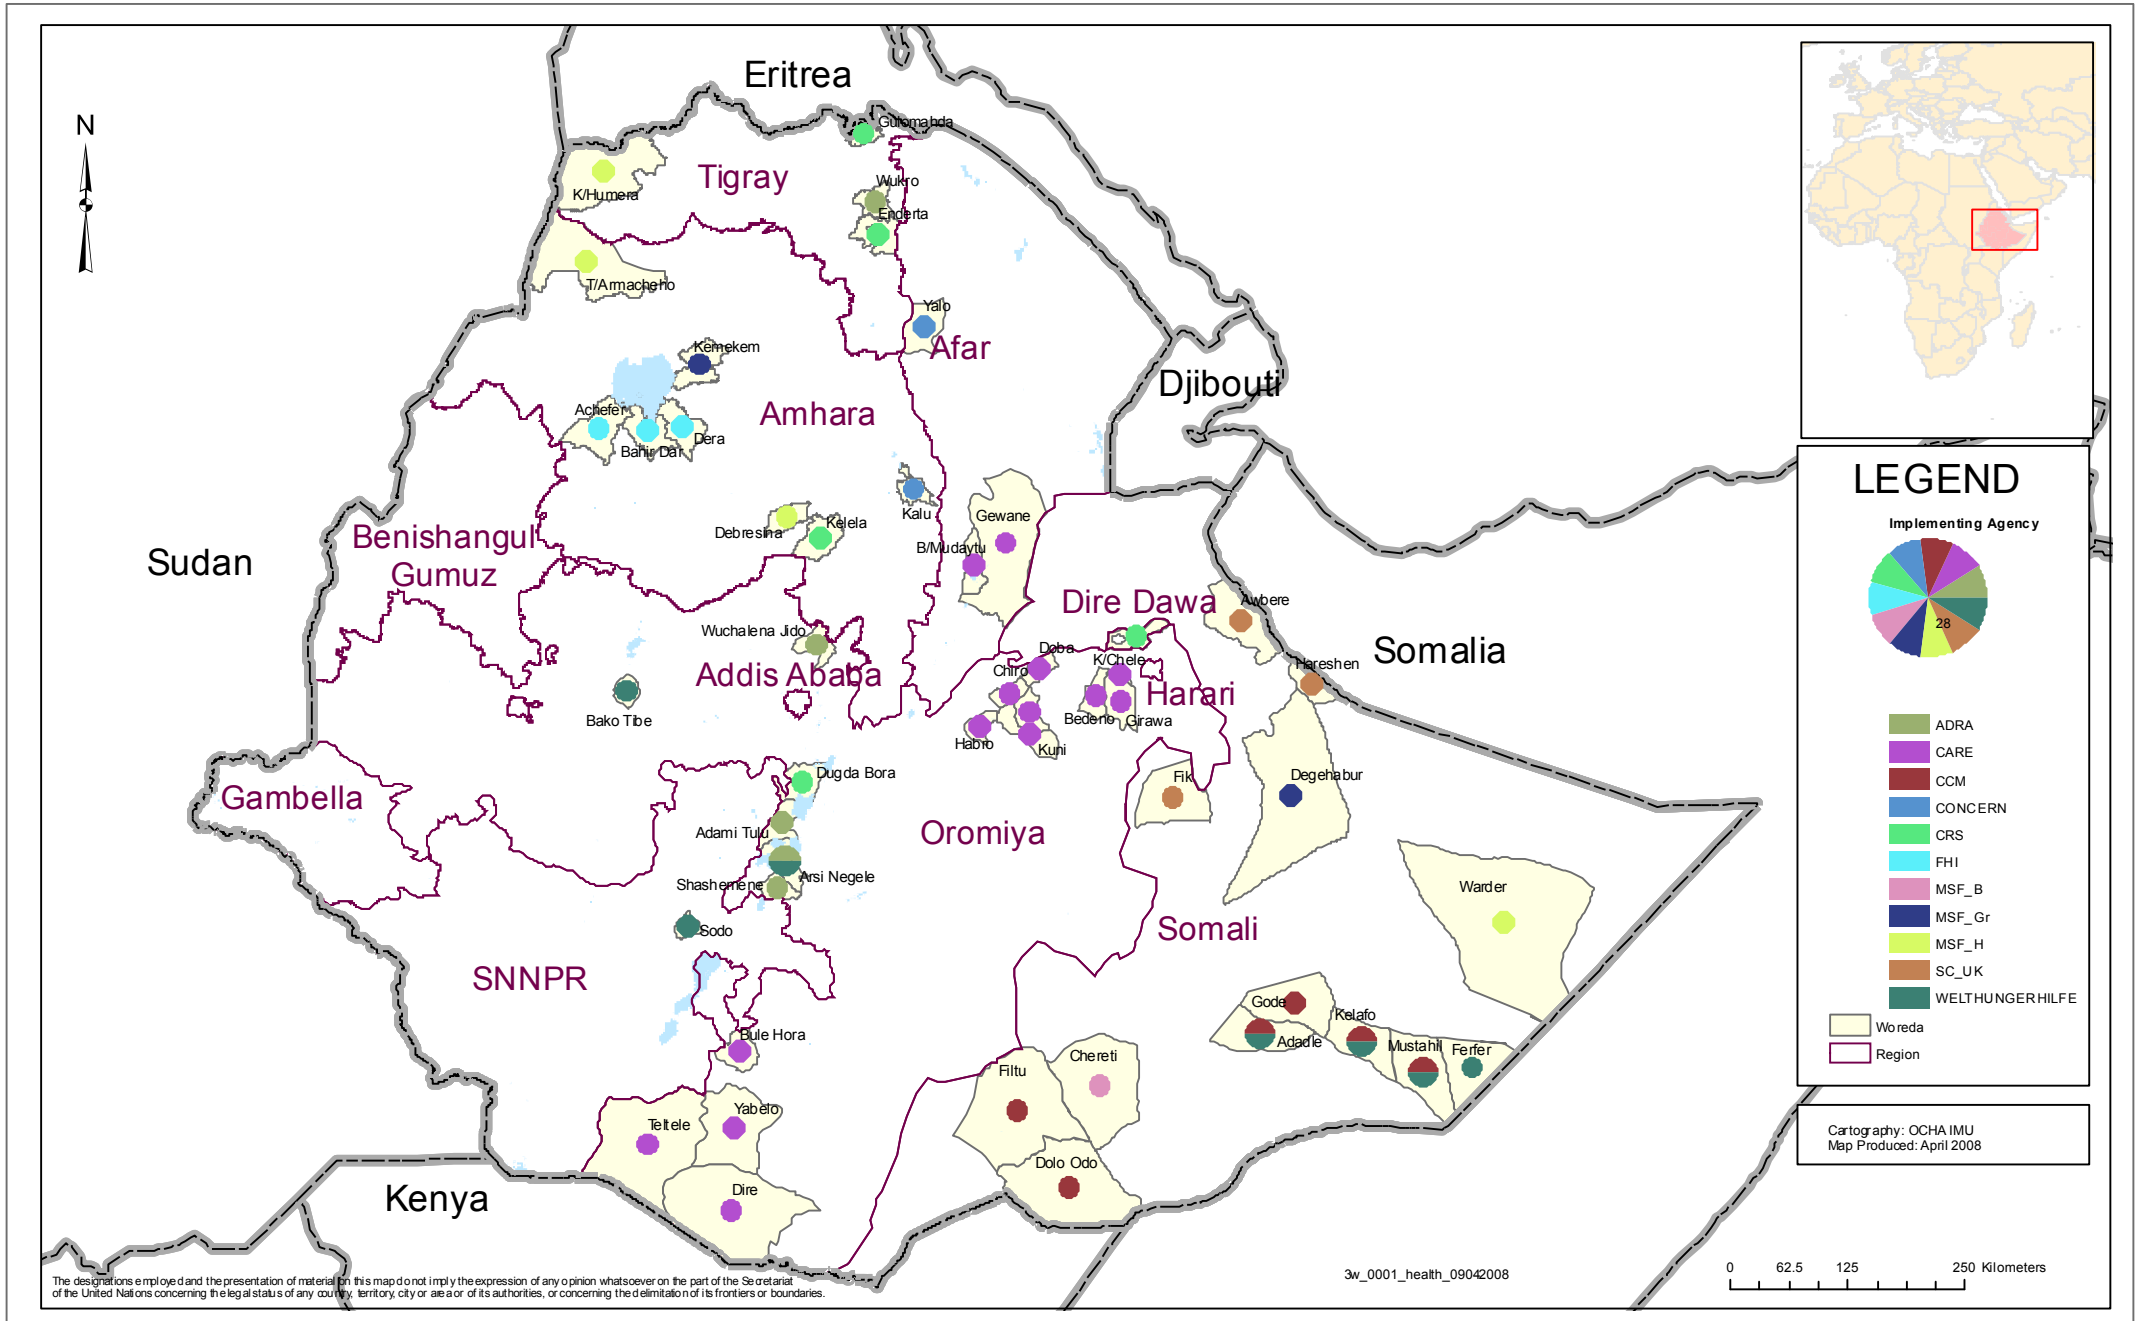 Eritrea
N
Gulomahda
Tigray
Wukro
K/Humera
Enderta
T/Armacheho
Yalo
Afar
Kemekem
Djibouti
Achefer
Amhara
Dera
Bahir Dar
Kalu
Gewane
Debresina
Kelela
Benishangul
Gumuz
Sudan
B/Mudaytu
Dire Dawa
Awbere
Wuchalena Jido
Doba
K/Chele
Somalia
Addis Ababa
Chiro
Hareshen
Harari
Bako Tibe
Bedeno
Girawa
Habro
Kuni
Dugda Bora
Fik
Degehabur
Gambella
Adami Tulu
Oromiya
Shashemene
Arsi Negele
Warder
Sodo
Somali
SNNPR
Gode
Kelafo
Bule Hora
Adadle
Mustahil
Ferfer
Chereti
Filtu
Yabelo
Teltele
Dolo Odo
Dire
Kenya
LEGEND
Implementing Agency
28
ADRA
CARE
CCM
CONCERN
CRS
FHI
MSF_B
MSF_Gr
MSF_H
SC_UK
WELTHUNGERHILFE
Woreda
Region
Cartography: OCHA IMU
Map Produced: April 2008
3w_0001_health_09042008
0 62.5 125 250 Kilometers
The designations employed and the presentation of material on this map do not imply the expression of any opinion whatsoever on the part of the Secretariat
of the United Nations concerning the legal status of any country, territory, city or area or of its authorities, or concerning the delimitation of its frontiers or boundaries.